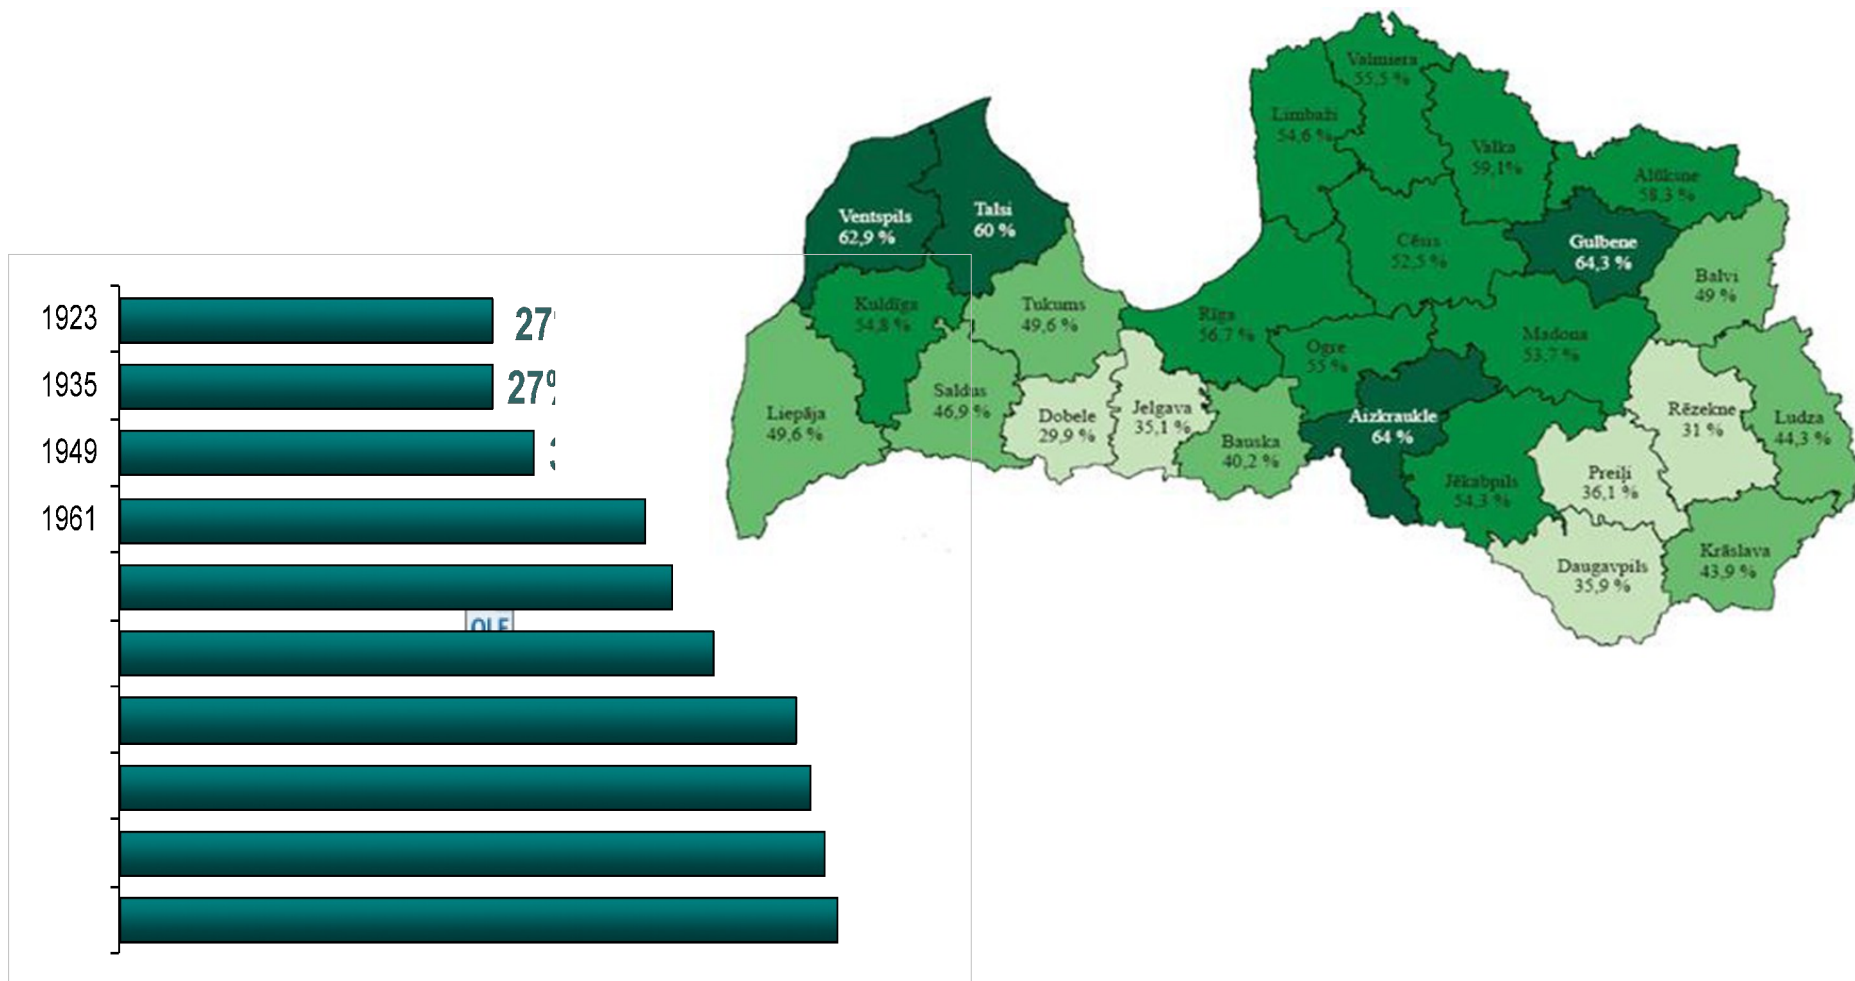 1923
27
1935
27%
1949
1961
OLE
Valmiera
55,5 %
Limbaži
54,6 %
Valka
59,1%
Alūksne
58.3 %
Ventspils
62,9 %
Talsi
60 %
Cēsis
52,5 %
Gulbene
64,3 %
Balvi
49 %
Kuldīga
54,8 %
Tukums
49,6 %
Rīga
56.7 %
Ogre
55 %
Madona
53,7 %
Liepāja
49,6 %
Saldus
46,9 %
Dobele
29,9 %
Jelgava
35,1 %
Bauska
40,2 %
Aizkraukle
64 %
Rēzekne
31 %
Ludza
44,3 %
Jēkabpils
54,3 %
Preiļi
36,1 %
Daugavpils
35,9 %
Krāslava
43,9 %